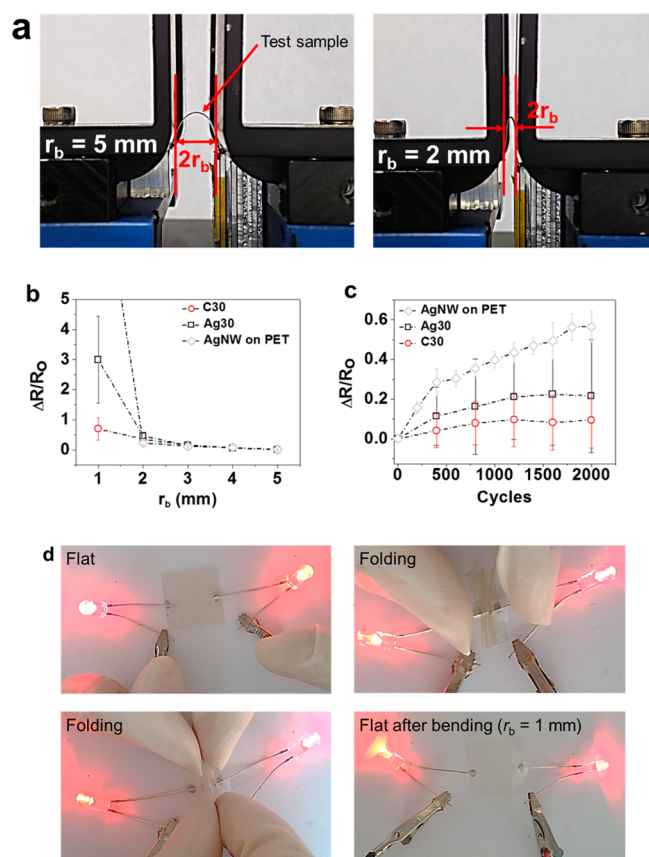 a
Test sample
r_b = 5 mm
2r_b
r_b = 2 mm
2r_b
b
5
4
3
2
1
0
ΔR/R_O
C30
Ag30
AgNW on PET
1 2 3 4 5
r_b (mm)
c
0.6
0.4
0.2
0.0
ΔR/R_O
AgNW on PET
Ag30
C30
0 500 1000 1500 2000
Cycles
d
Flat
Folding
Folding
Flat after bending (r_b = 1 mm)